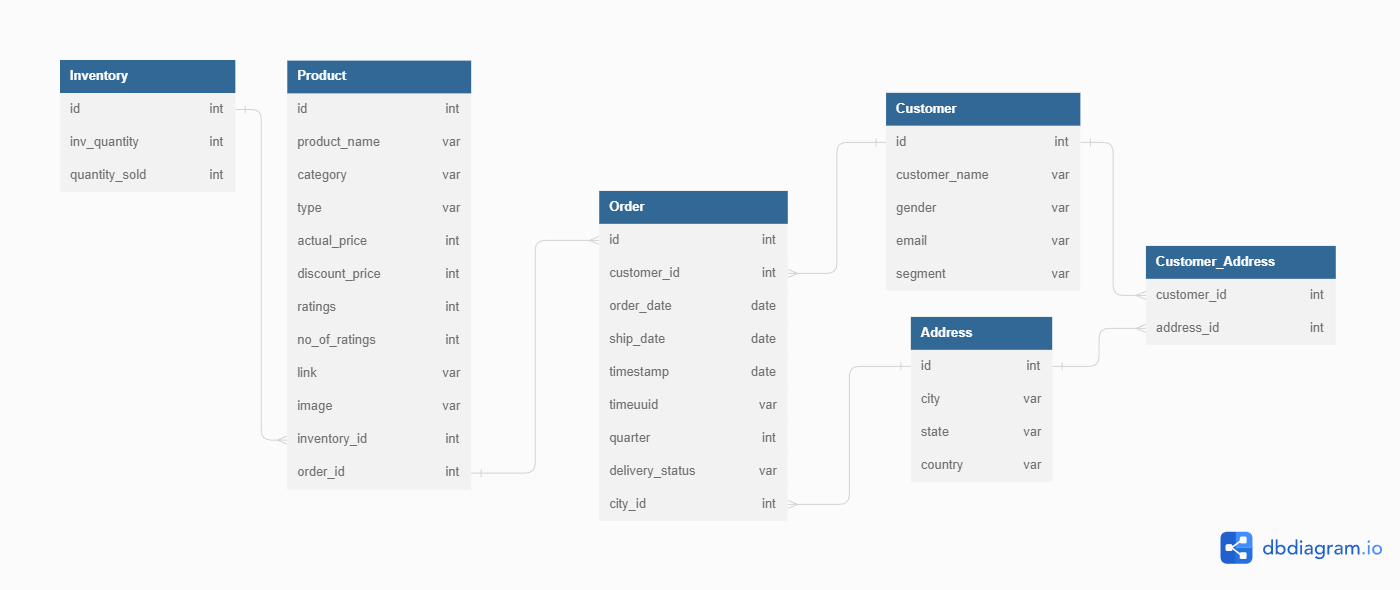 Inventory
id int
inv_quantity int
quantity_sold int
Product
id int
product_name var
category var
type var
actual_price int
discount_price int
ratings int
no_of_ratings int
link var
image var
inventory_id int
order_id int
Order
id int
customer_id int
order_date date
ship_date date
timestamp date
timeuuid var
quarter int
delivery_status var
city_id int
Customer
id int
customer_name var
gender var
email var
segment var
Address
id int
city var
state var
country var
Customer_Address
customer_id int
address_id int
dbdiagram.io